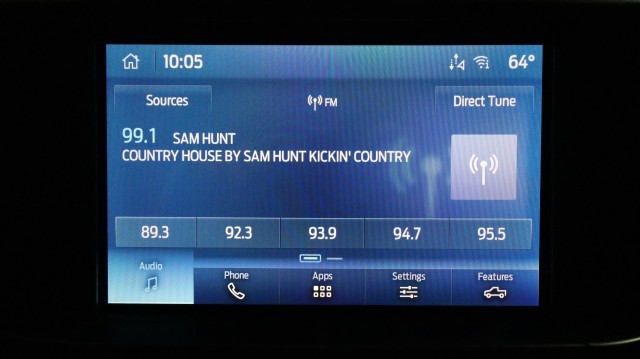 10:05 64°
Sources FM Direct Tune
99.1 SAM HUNT
COUNTRY HOUSE BY SAM HUNT KICKIN' COUNTRY
89.3 92.3 93.9 94.7 95.5
Audio Phone Apps Settings Features